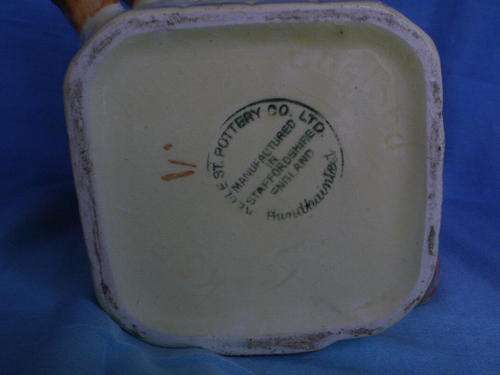 ST. POTTERY CO. LTD.
MANUFACTURED
IN
STAFFORDSHIRE
ENGLAND
Handpainted